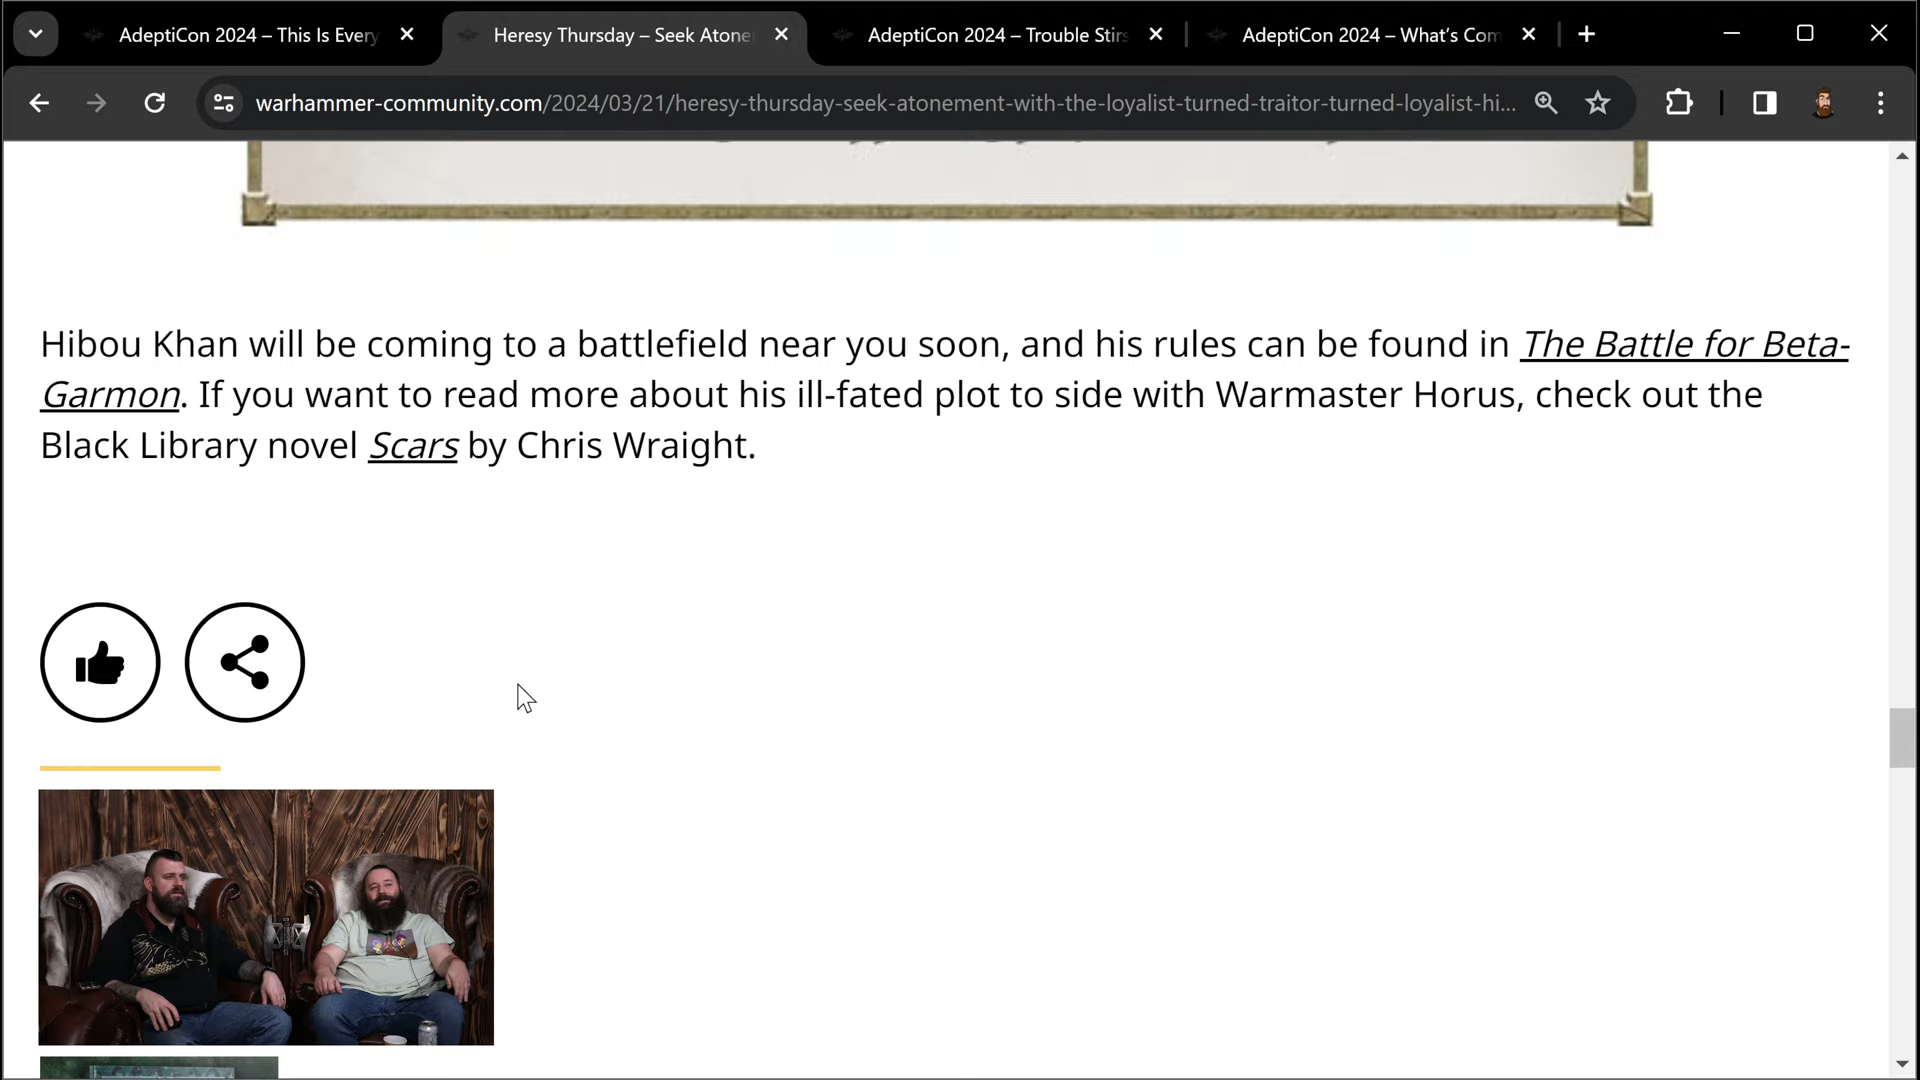 AdeptiCon 2024 – This Is Every
Heresy Thursday – Seek Atone
AdeptiCon 2024 – Trouble Stirs
AdeptiCon 2024 – What's Com
warhammer-community.com/2024/03/21/heresy-thursday-seek-atonement-with-the-loyalist-turned-traitor-turned-loyalist-hi...
Hibou Khan will be coming to a battlefield near you soon, and his rules can be found in The Battle for Beta-
Garmon. If you want to read more about his ill-fated plot to side with Warmaster Horus, check out the
Black Library novel Scars by Chris Wraight.